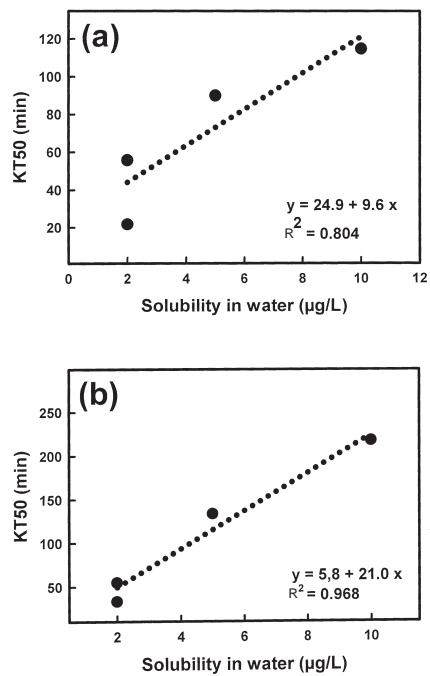 (a)
120
100
80
60
40
20
KT50 (min)
y = 24.9 + 9.6 x
R2 = 0.804
0 2 4 6 8 10 12
Solubility in water (µg/L)
(b)
250
200
150
100
50
KT50 (min)
y = 5,8 + 21.0 x
R2 = 0.968
2 4 6 8 10
Solubility in water (µg/L)